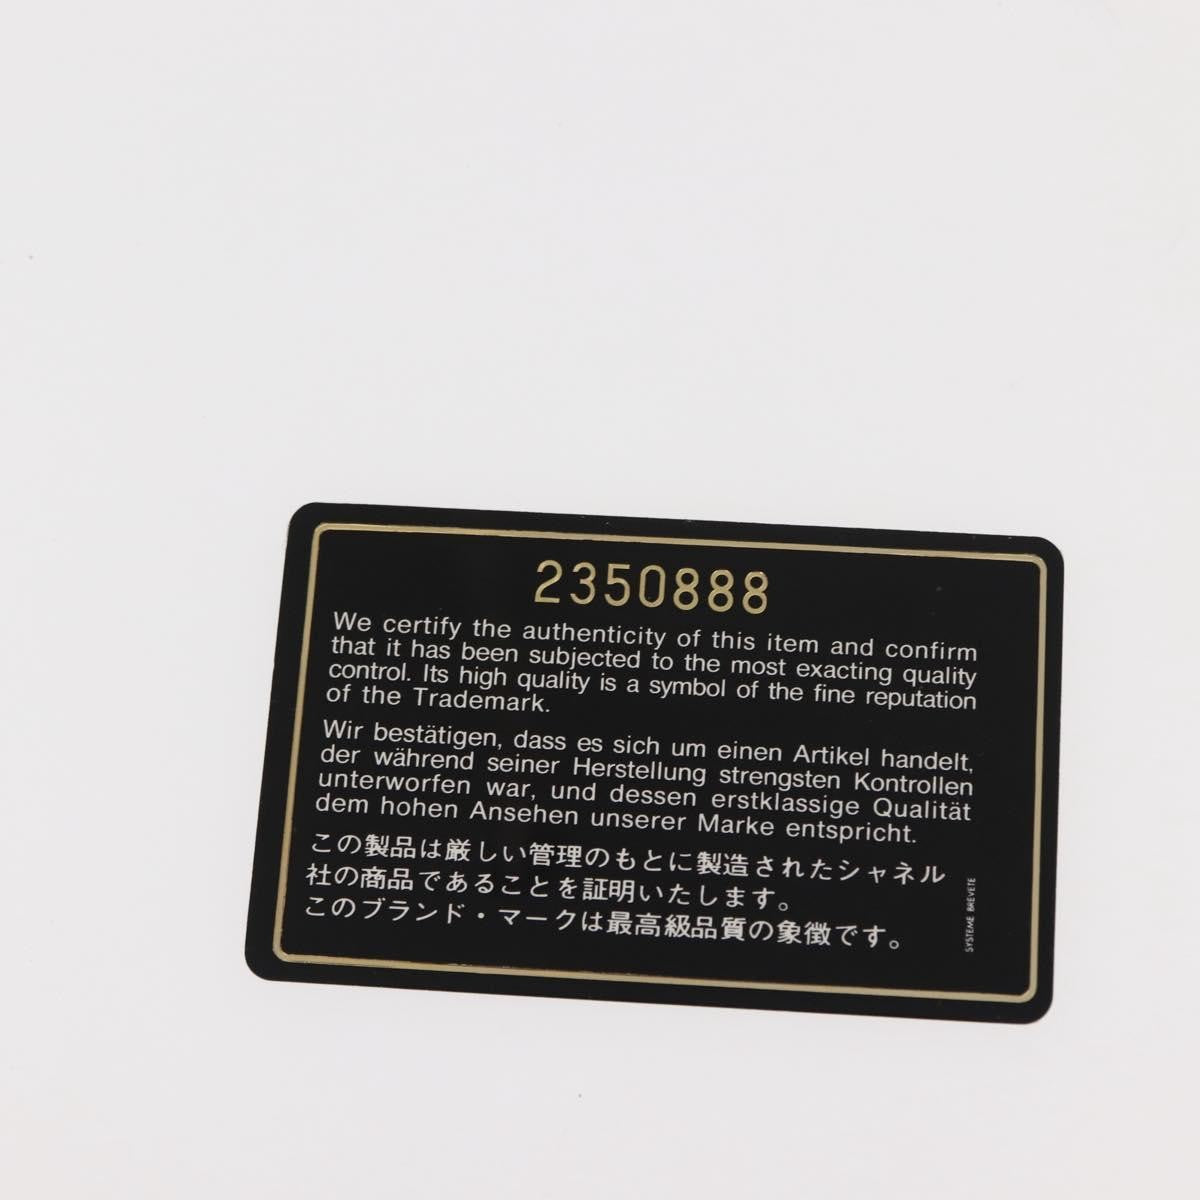 2350888
We certify the authenticity of this item and confirm
that it has been subjected to the most exacting quality
control. Its high quality is a symbol of the fine reputation
of the Trademark.
Wir bestätigen, dass es sich um einen Artikel handelt,
der während seiner Herstellung strengsten Kontrollen
unterworfen war, und dessen erstklassige Qualität
dem hohen Ansehen unserer Marke entspricht.
この製品は厳しい管理のもとに製造されたシャネル
社の商品であることを証明いたします。
このブランド・マークは最高級品質の象徴です。
SYSTEME BREVETE